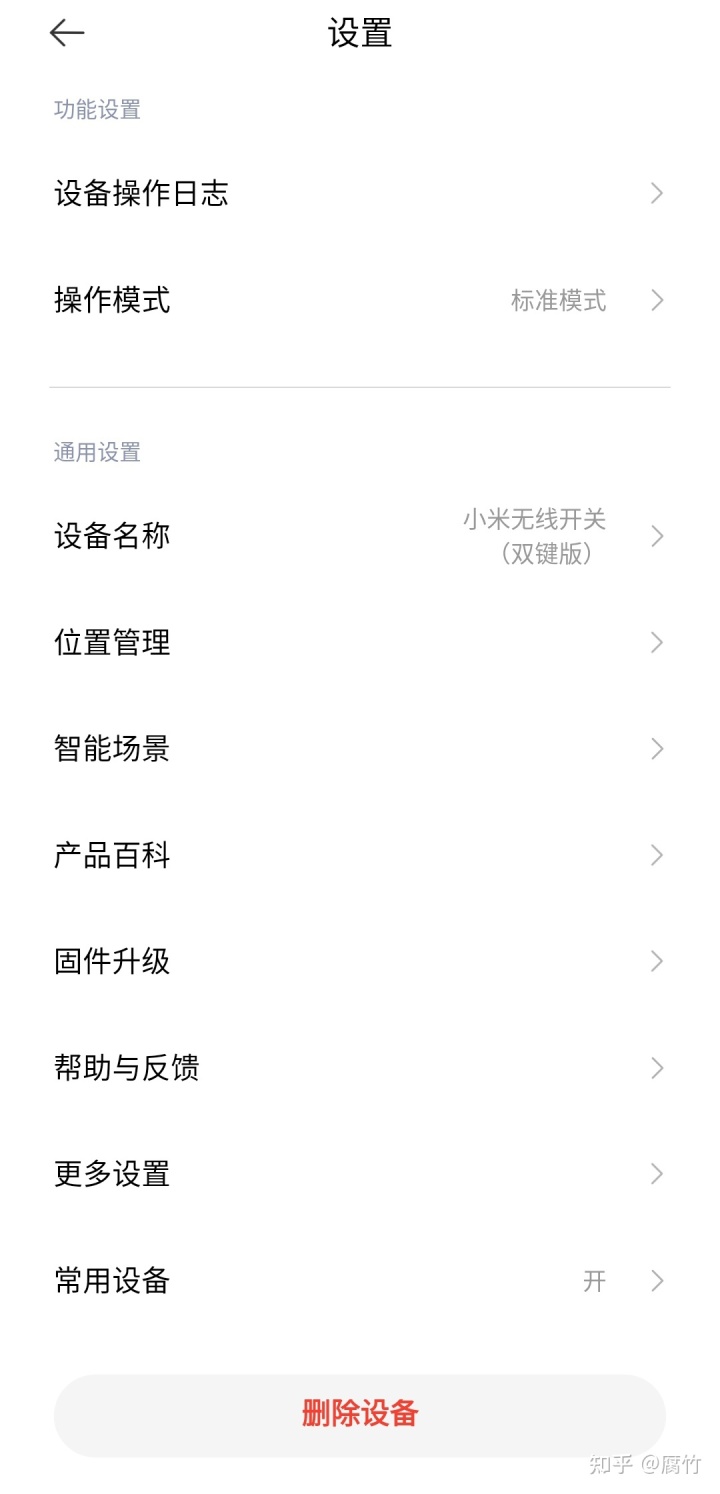 设置
功能设置
设备操作日志
操作模式 标准模式
通用设置
设备名称 小米无线开关
（双键版）
位置管理
智能场景
产品百科
固件升级
帮助与反馈
更多设置
常用设备 开
删除设备
知乎 @腐竹